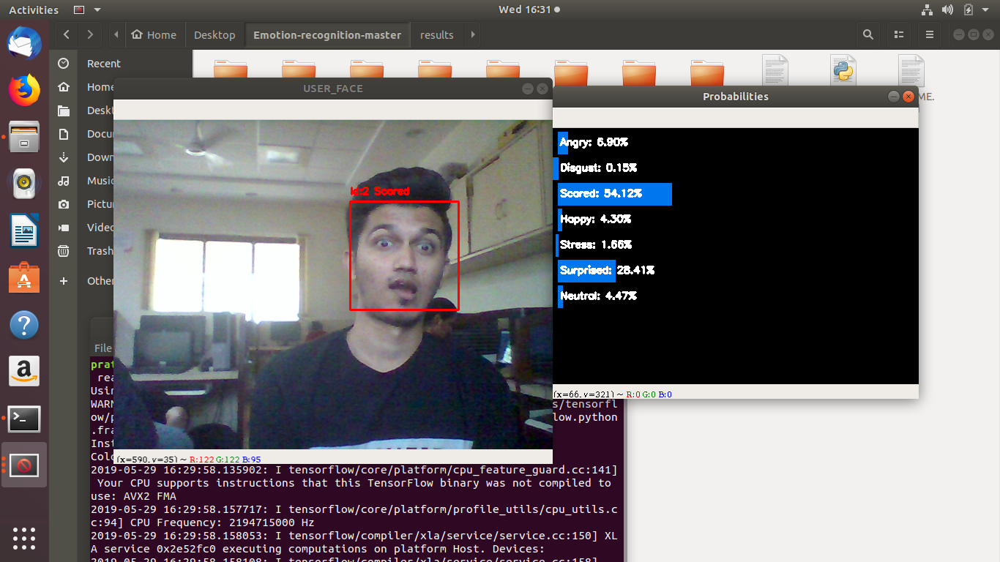 Activities
Wed 16:31
Home
Desktop
Emotion-recognition-master
results
Recent
Home
Deskt
Docu
Down
Music
Pictur
Video
Trash
Other
USER_FACE
Id:2 Scared
(x=590, y=35) ~ R:122 G:122 B:95
Probabilities
ME.
Angry: 6.90%
Disgust: 0.15%
Scared: 54.12%
Happy: 4.30%
Stress: 1.66%
Surprised: 28.41%
Neutral: 4.47%
(x=66, y=321) ~ R:0 G:0 B:0
File
prat
rea
Usin
WARN
s/tensorfl
ow/p
low.python
.fra
Inst
Colo
2019-05-29 16:29:58.135902: I tensorflow/core/platform/cpu_feature_guard.cc:141]
Your CPU supports instructions that this TensorFlow binary was not compiled to
use: AVX2 FMA
2019-05-29 16:29:58.157717: I tensorflow/core/platform/profile_utils/cpu_utils.c
c:94] CPU Frequency: 2194715000 Hz
2019-05-29 16:29:58.158053: I tensorflow/compiler/xla/service/service.cc:150] XL
A service 0x2e52fc0 executing computations on platform Host. Devices:
2019-05-29 16:29:58.158108: I tensorflow/compiler/xla/service/service.cc:158]